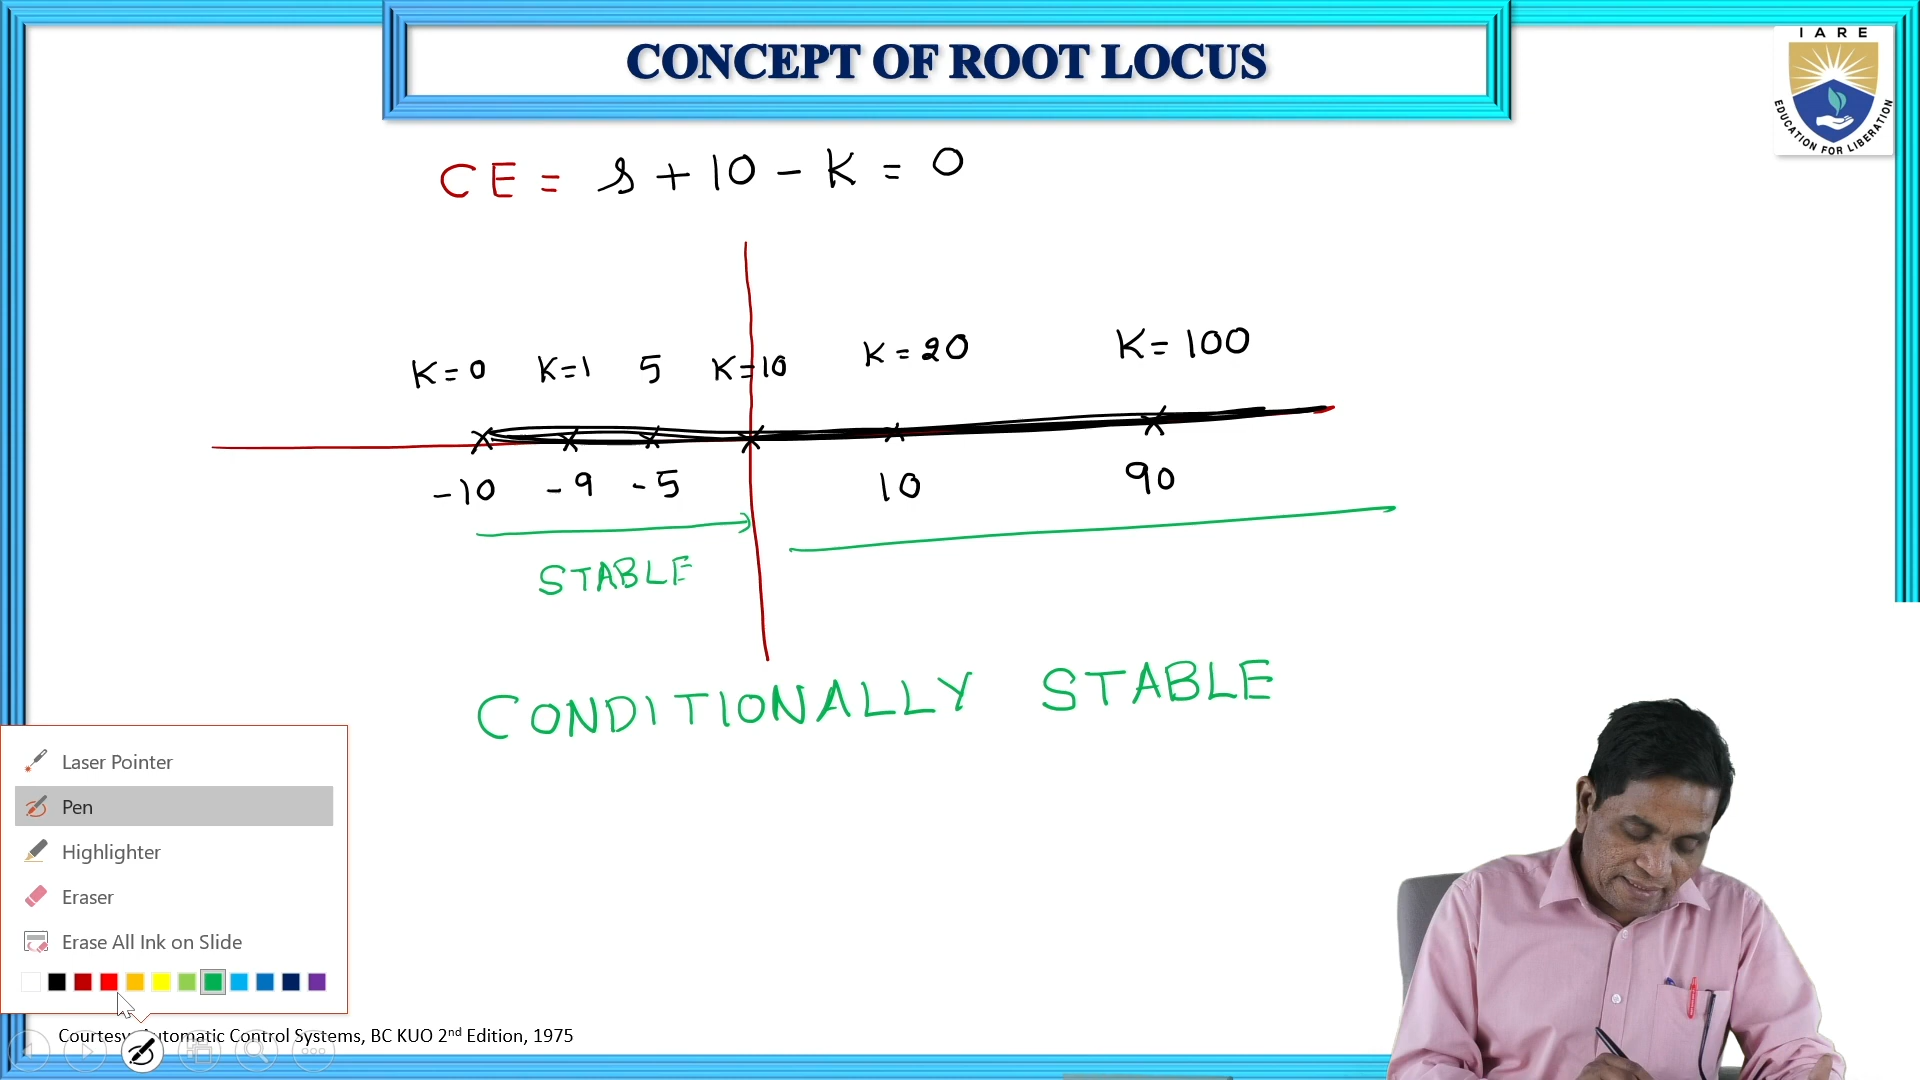 CONCEPT OF ROOT LOCUS
I A R E
EDUCATION FOR LIBERATION
CE = s + 10 - K = 0
K = 0 K = 1 5 K = 10 K = 20 K = 100
-10 -9 -5 10 90
STABLE
CONDITIONALLY STABLE
Laser Pointer
Pen
Highlighter
Eraser
Erase All Ink on Slide
Courtesy: Automatic Control Systems, BC KUO 2nd Edition, 1975